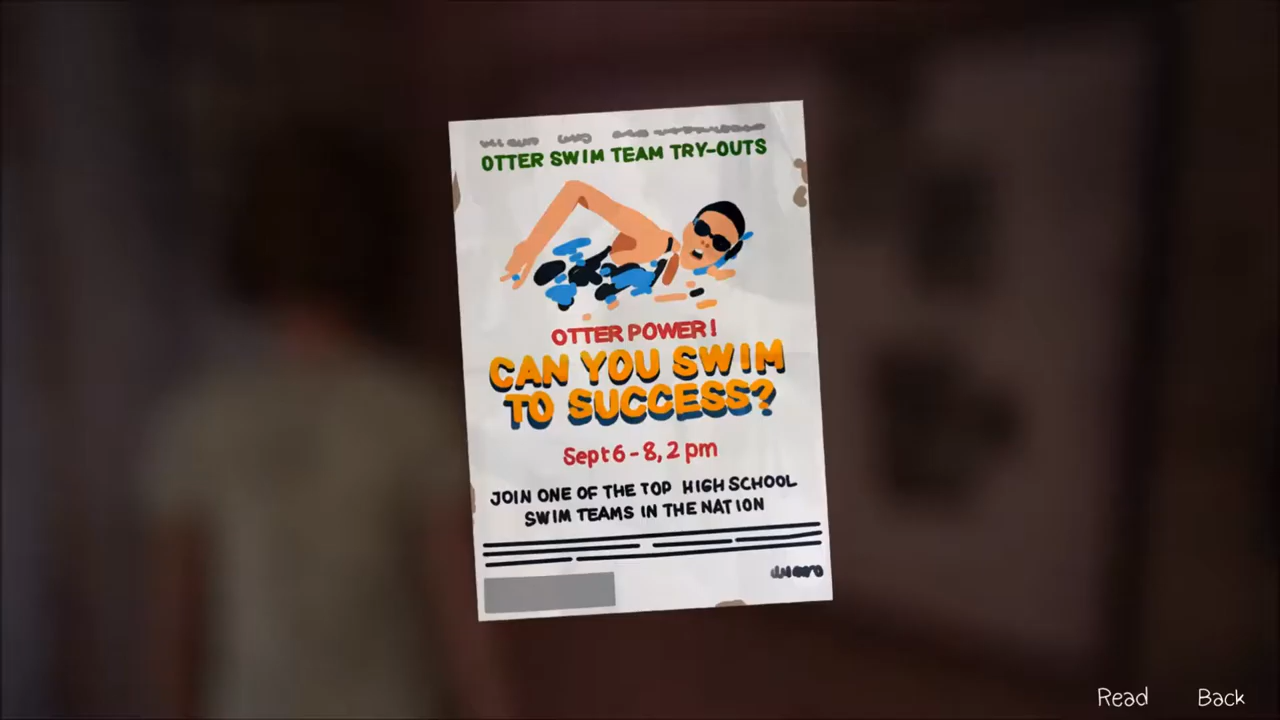 OTTER SWIM TEAM TRY-OUTS
OTTER POWER!
CAN YOU SWIM
TO SUCCESS?
Sept 6 - 8, 2 pm
JOIN ONE OF THE TOP HIGH SCHOOL
SWIM TEAMS IN THE NATION
Read Back